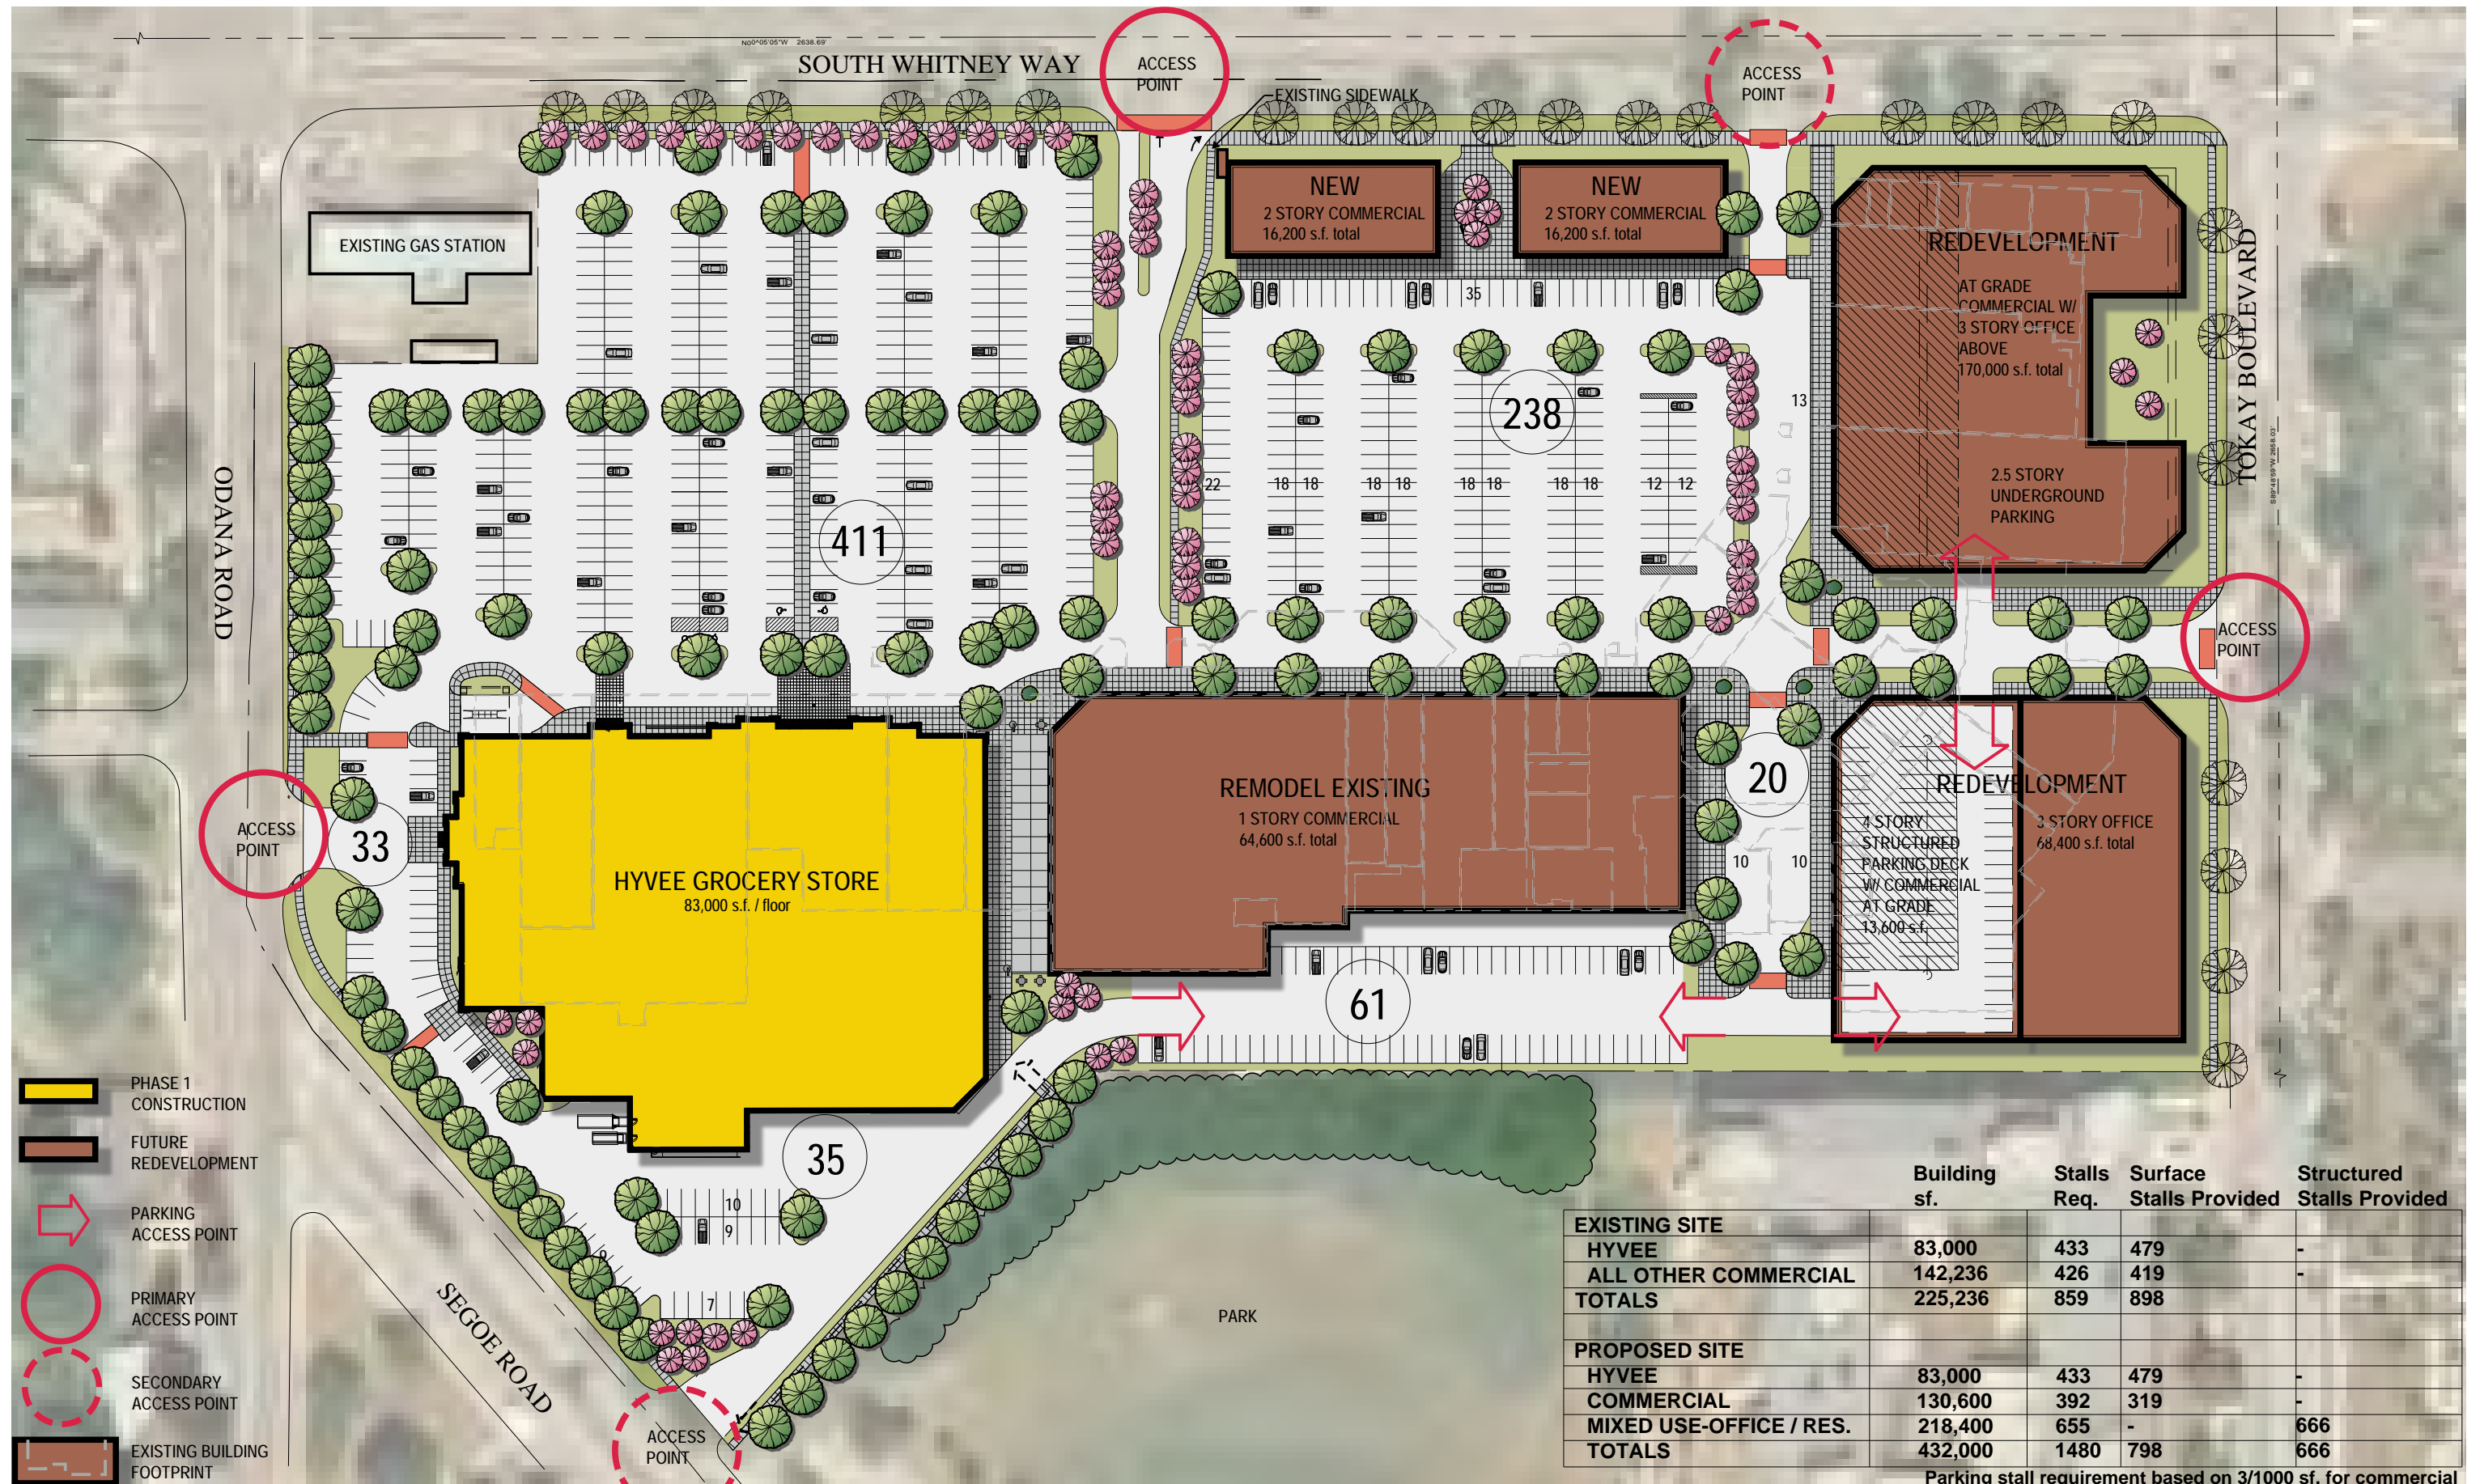 N00°05'05"W 2638.69'
SOUTH WHITNEY WAY
ACCESS
POINT
ACCESS
POINT
EXISTING SIDEWALK
EXISTING GAS STATION
NEW
2 STORY COMMERCIAL
16,200 s.f. total
NEW
2 STORY COMMERCIAL
16,200 s.f. total
REDEVELOPMENT
AT GRADE
COMMERCIAL W/
3 STORY OFFICE
ABOVE
170,000 s.f. total
2.5 STORY
UNDERGROUND
PARKING
TOKAY BOULEVARD
35
238
13
22
18 18
18 18
18 18
18 18
12 12
411
ODANA ROAD
ACCESS
POINT
ACCESS
POINT
33
HYVEE GROCERY STORE
83,000 s.f. / floor
REMODEL EXISTING
1 STORY COMMERCIAL
64,600 s.f. total
20
10
10
REDEVELOPMENT
4 STORY
STRUCTURED
PARKING DECK
W/ COMMERCIAL
AT GRADE
13,600 s.f.
3 STORY OFFICE
68,400 s.f. total
61
35
10
9
9
7
SEGOE ROAD
ACCESS
POINT
PARK
PHASE 1
CONSTRUCTION
FUTURE
REDEVELOPMENT
PARKING
ACCESS POINT
PRIMARY
ACCESS POINT
SECONDARY
ACCESS POINT
EXISTING BUILDING
FOOTPRINT
Building Stalls Surface Structured
sf. Req. Stalls Provided Stalls Provided
EXISTING SITE
HYVEE 83,000 433 479 -
ALL OTHER COMMERCIAL 142,236 426 419 -
TOTALS 225,236 859 898
PROPOSED SITE
HYVEE 83,000 433 479 -
COMMERCIAL 130,600 392 319 -
MIXED USE-OFFICE / RES. 218,400 655 - 666
TOTALS 432,000 1480 798 666
Parking stall requirement based on 3/1000 sf. for commercial